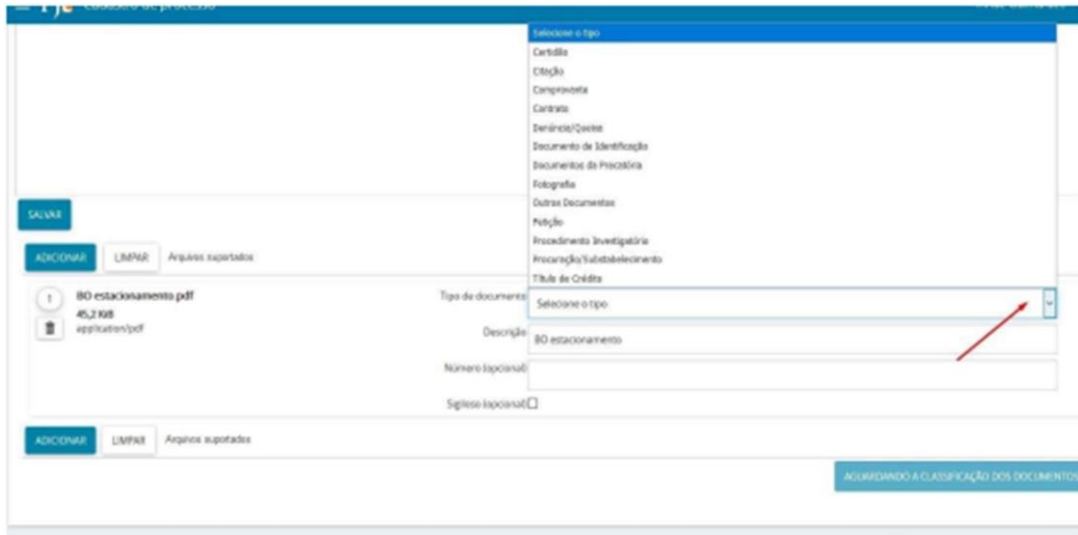 PJe Cadastro de processo
Selecione o tipo
Certidão
Citação
Comprovante
Contrato
Denúncia/Queixa
Documento de Identificação
Documentos da Precatória
Fotografia
Outros Documentos
Petição
Procedimento Investigatório
Procuração/Substabelecimento
Título de Crédito
SALVAR
ADICIONAR LIMPAR Arquivos suportados
1 BO estacionamento.pdf
45,2 KiB
application/pdf
Tipo de documento Selecione o tipo
Descrição BO estacionamento
Número (opcional)
Sigiloso (opcional)
ADICIONAR LIMPAR Arquivos suportados
AGUARDANDO A CLASSIFICAÇÃO DOS DOCUMENTOS